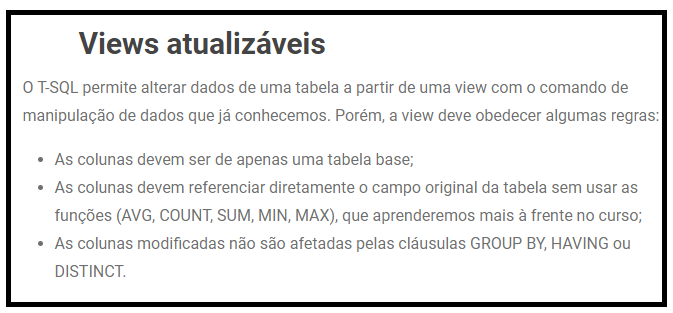 Views atualizáveis
O T-SQL permite alterar dados de uma tabela a partir de uma view com o comando de
manipulação de dados que já conhecemos. Porém, a view deve obedecer algumas regras:
• As colunas devem ser de apenas uma tabela base;
• As colunas devem referenciar diretamente o campo original da tabela sem usar as
funções (AVG, COUNT, SUM, MIN, MAX), que aprenderemos mais à frente no curso;
• As colunas modificadas não são afetadas pelas cláusulas GROUP BY, HAVING ou
DISTINCT.